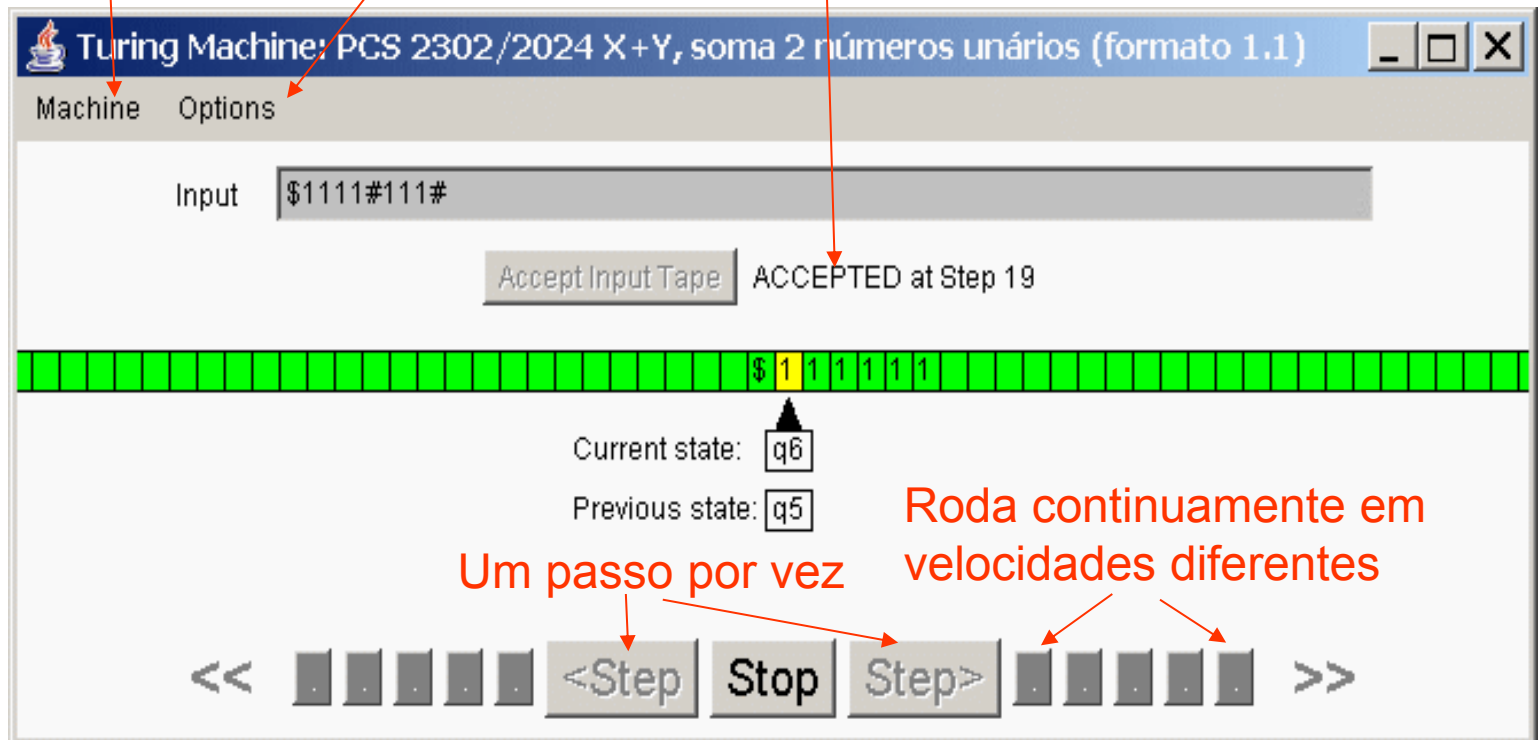 Turing Machine: PCS 2302/2024 X+Y, soma 2 números unários (formato 1.1)
Machine Options
Input $1111#111#
Accept Input Tape ACCEPTED at Step 19
$ 1 1 1 1 1 1
Current state: q6
Previous state: q5
Roda continuamente em
velocidades diferentes
Um passo por vez
<< <Step Stop Step> >>